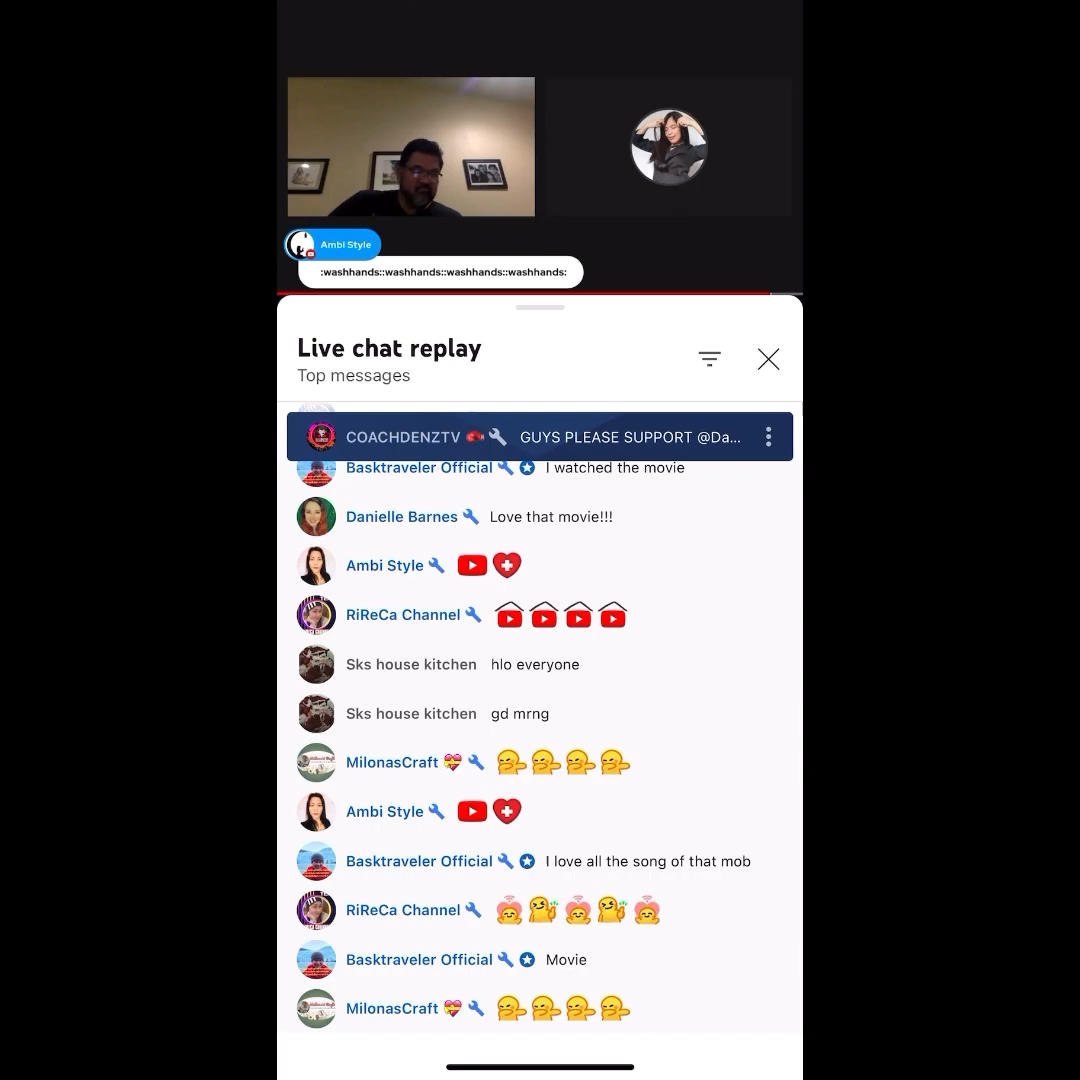 Ambi Style
:washhands::washhands::washhands::washhands:
Live chat replay
Top messages
COACHDENZTV GUYS PLEASE SUPPORT @Da...
Basktraveler Official I watched the movie
Danielle Barnes Love that movie!!!
Ambi Style
RiReCa Channel
Sks house kitchen hlo everyone
Sks house kitchen gd mrng
MilonasCraft
Ambi Style
Basktraveler Official I love all the song of that mob
RiReCa Channel
Basktraveler Official Movie
MilonasCraft